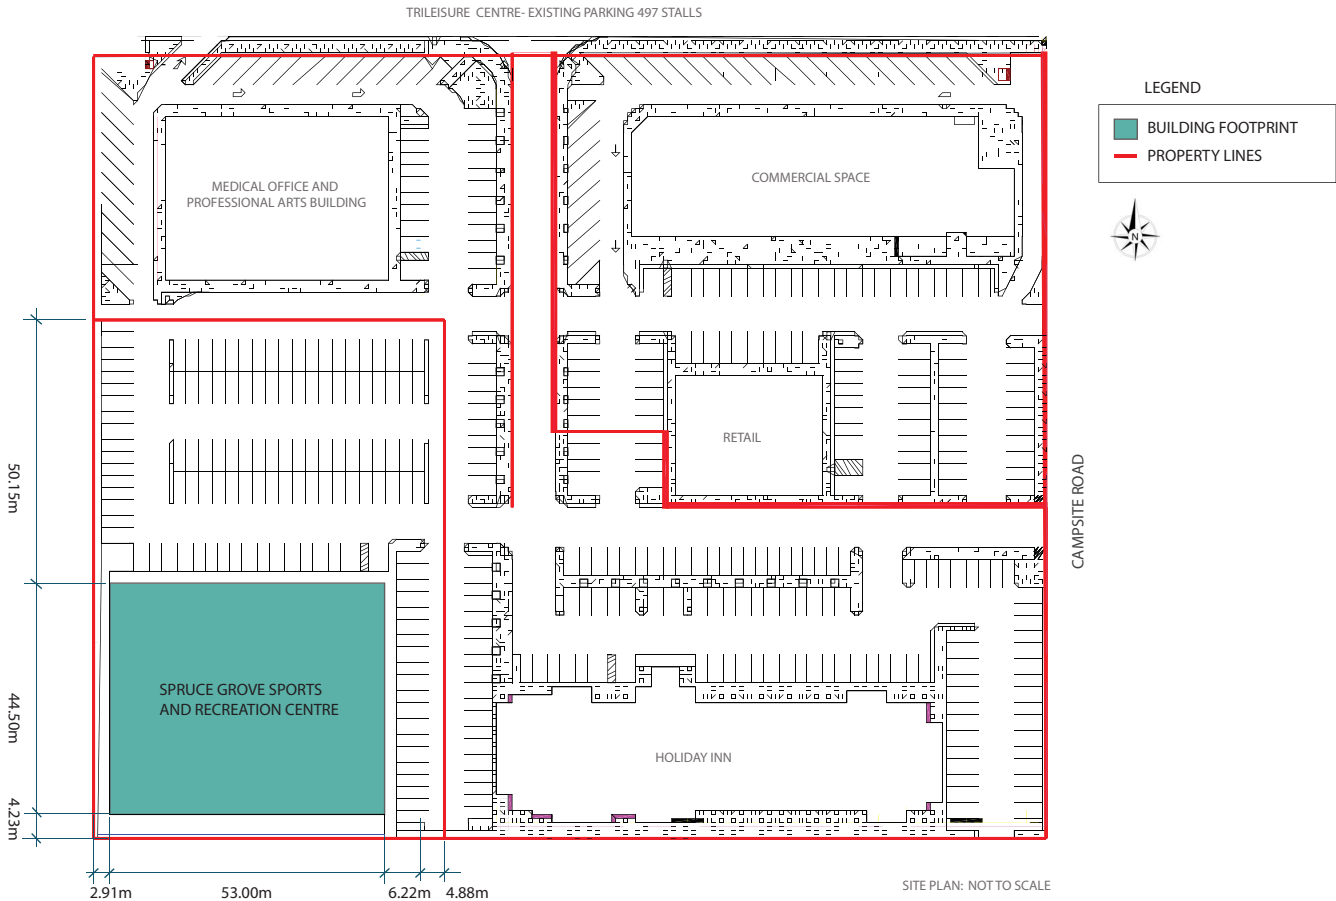 TRILEISURE CENTRE- EXISTING PARKING 497 STALLS
LEGEND
BUILDING FOOTPRINT
PROPERTY LINES
N
MEDICAL OFFICE AND
PROFESSIONAL ARTS BUILDING
COMMERCIAL SPACE
RETAIL
CAMPSITE ROAD
50.15m
44.50m
4.23m
SPRUCE GROVE SPORTS
AND RECREATION CENTRE
HOLIDAY INN
2.91m
53.00m
6.22m
4.88m
SITE PLAN: NOT TO SCALE